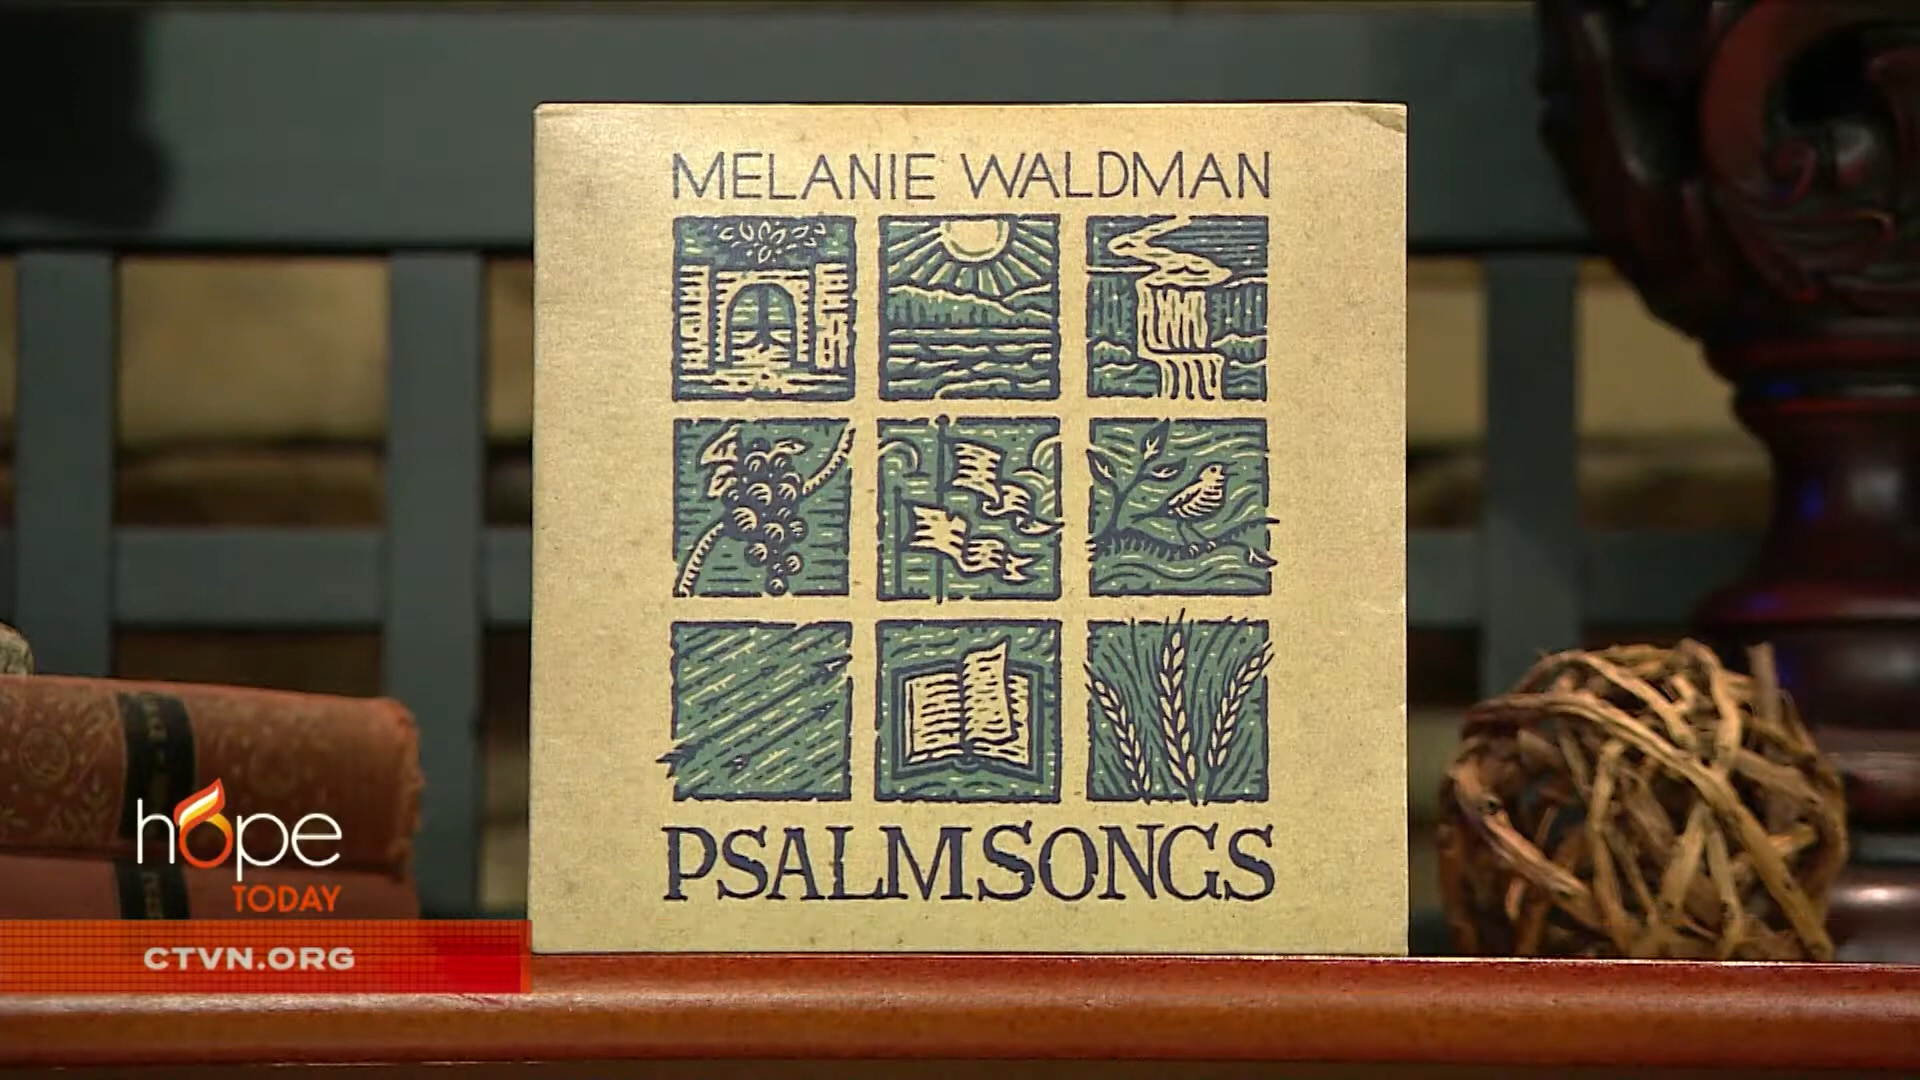 MELANIE WALDMAN
PSALMSONGS
hope
TODAY
CTVN.ORG